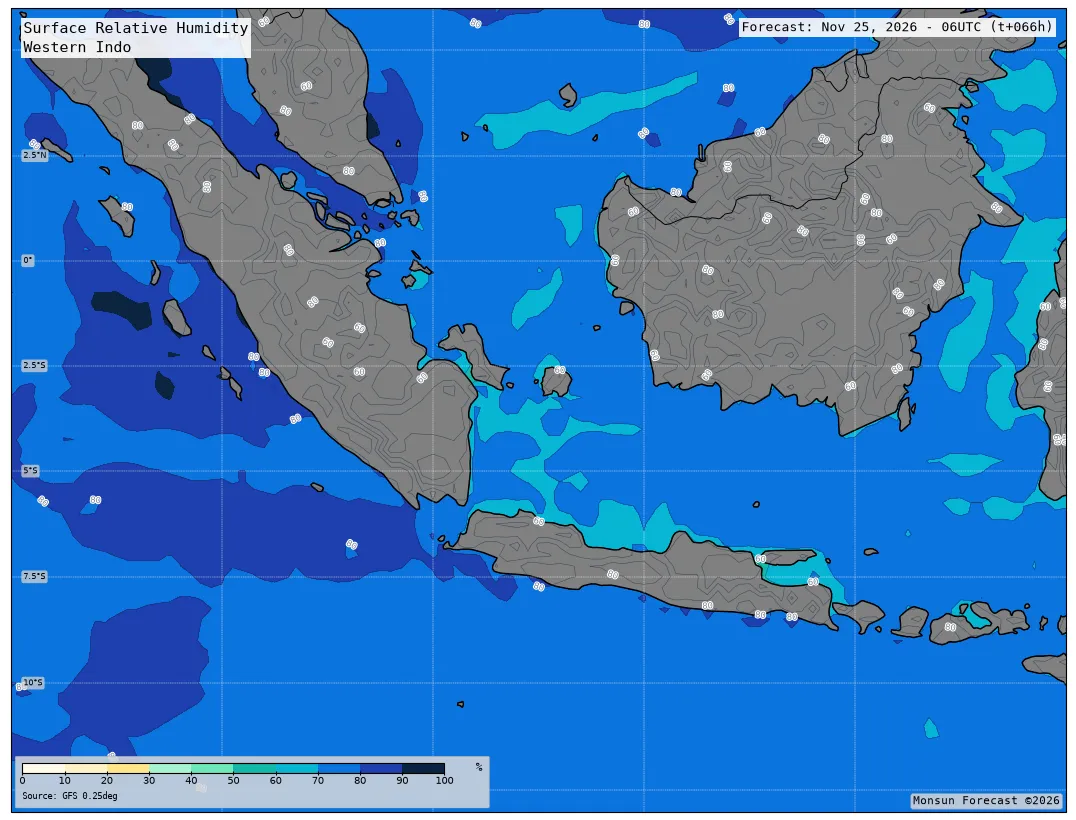 Surface Relative Humidity
Western Indo
Forecast: Nov 25, 2026 - 06UTC (t+066h)
2.5°N
0°
2.5°S
5°S
7.5°S
10°S
0 10 20 30 40 50 60 70 80 90 100 %
Source: GFS 0.25deg
Monsun Forecast ©2026